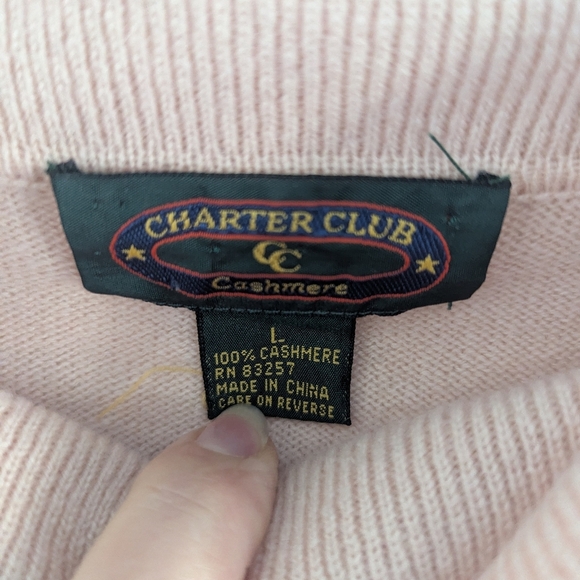 CHARTER CLUB
CC
Cashmere
L
100% CASHMERE
RN 83257
MADE IN CHINA
CARE ON REVERSE